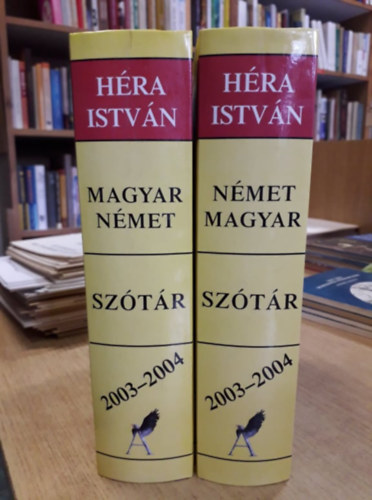 HÉRA
ISTVÁN
MAGYAR
NÉMET
SZÓTÁR
2003–2004
HÉRA
ISTVÁN
NÉMET
MAGYAR
SZÓTÁR
2003–2004